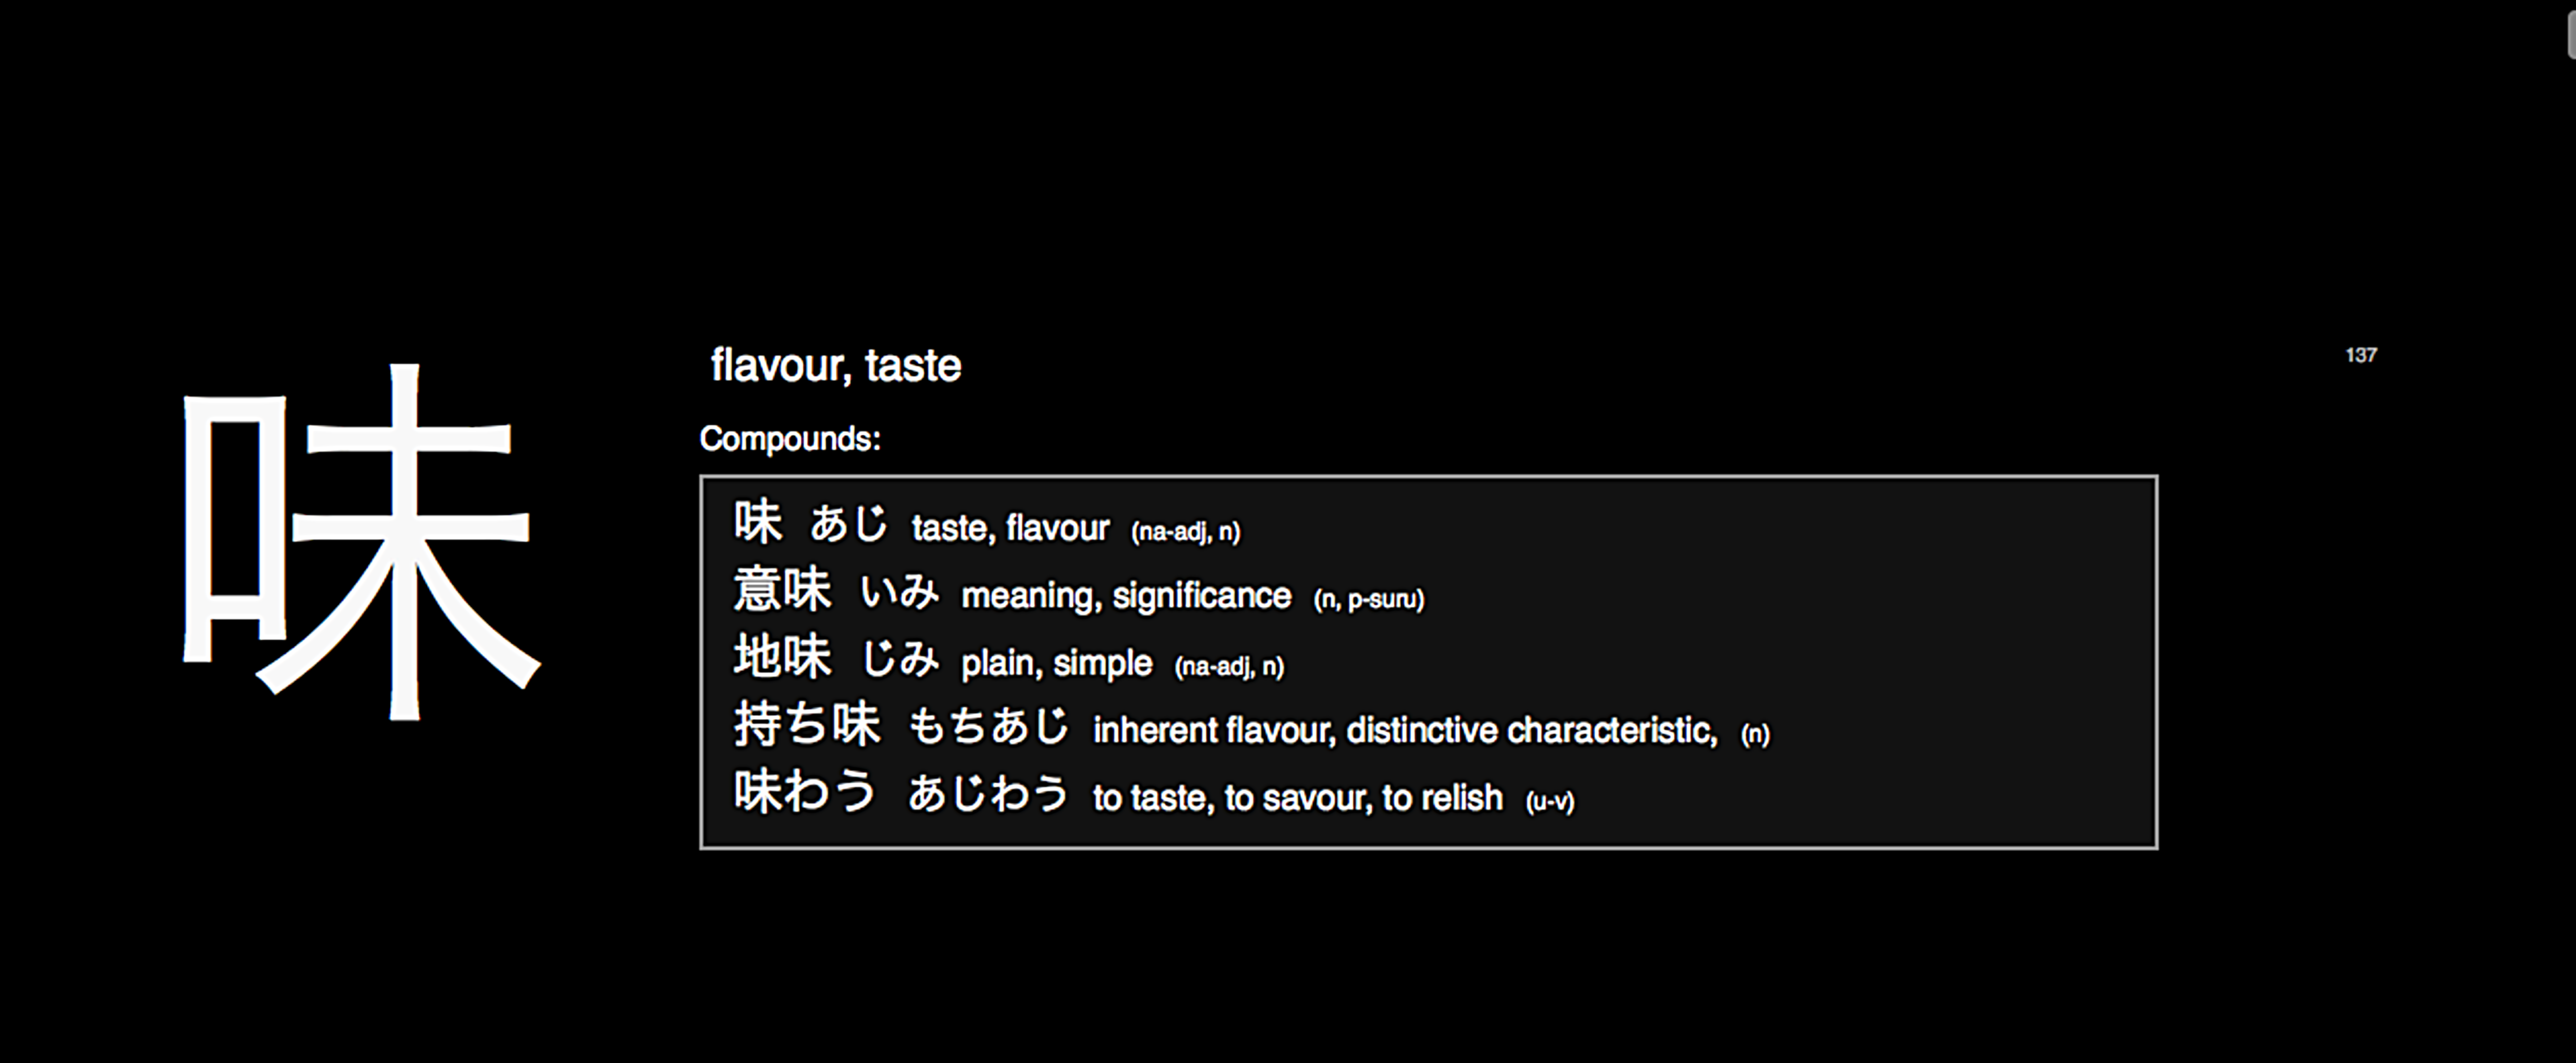 味
flavour, taste
137
Compounds:
味 あじ taste, flavour (na-adj, n)
意味 いみ meaning, significance (n, p-suru)
地味 じみ plain, simple (na-adj, n)
持ち味 もちあじ inherent flavour, distinctive characteristic, (n)
味わう あじわう to taste, to savour, to relish (u-v)